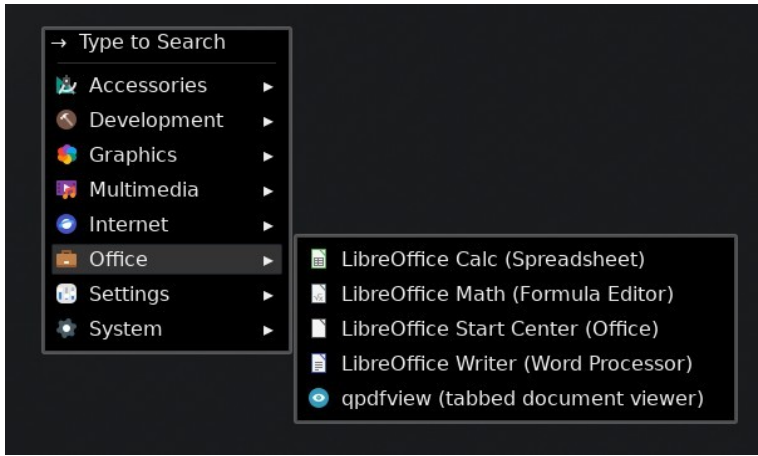 → Type to Search
Accessories
Development
Graphics
Multimedia
Internet
Office
Settings
System
LibreOffice Calc (Spreadsheet)
LibreOffice Math (Formula Editor)
LibreOffice Start Center (Office)
LibreOffice Writer (Word Processor)
qpdfview (tabbed document viewer)